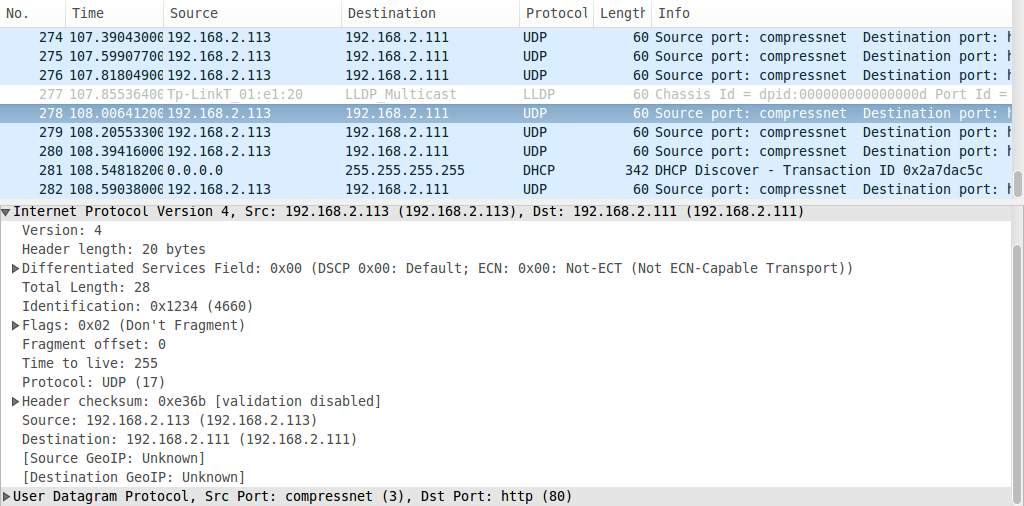 No. Time Source Destination Protocol Length Info
274 107.39043000 192.168.2.113 192.168.2.111 UDP 60 Source port: compressnet Destination port: h
275 107.59907700 192.168.2.113 192.168.2.111 UDP 60 Source port: compressnet Destination port: h
276 107.81804900 192.168.2.113 192.168.2.111 UDP 60 Source port: compressnet Destination port: h
277 107.85536400 Tp-LinkT_01:e1:20 LLDP_Multicast LLDP 60 Chassis Id = dpid:000000000000000d Port Id =
278 108.00641200 192.168.2.113 192.168.2.111 UDP 60 Source port: compressnet Destination port: h
279 108.20553300 192.168.2.113 192.168.2.111 UDP 60 Source port: compressnet Destination port: h
280 108.39416000 192.168.2.113 192.168.2.111 UDP 60 Source port: compressnet Destination port: h
281 108.54818200 0.0.0.0 255.255.255.255 DHCP 342 DHCP Discover - Transaction ID 0x2a7dac5c
282 108.59038000 192.168.2.113 192.168.2.111 UDP 60 Source port: compressnet Destination port: h
Internet Protocol Version 4, Src: 192.168.2.113 (192.168.2.113), Dst: 192.168.2.111 (192.168.2.111)
Version: 4
Header length: 20 bytes
Differentiated Services Field: 0x00 (DSCP 0x00: Default; ECN: 0x00: Not-ECT (Not ECN-Capable Transport))
Total Length: 28
Identification: 0x1234 (4660)
Flags: 0x02 (Don't Fragment)
Fragment offset: 0
Time to live: 255
Protocol: UDP (17)
Header checksum: 0xe36b [validation disabled]
Source: 192.168.2.113 (192.168.2.113)
Destination: 192.168.2.111 (192.168.2.111)
[Source GeoIP: Unknown]
[Destination GeoIP: Unknown]
User Datagram Protocol, Src Port: compressnet (3), Dst Port: http (80)